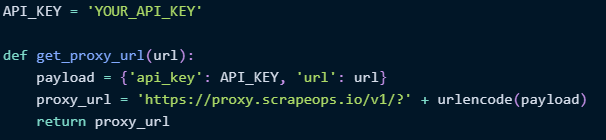 API_KEY = 'YOUR_API_KEY'

def get_proxy_url(url):
    payload = {'api_key': API_KEY, 'url': url}
    proxy_url = 'https://proxy.scrapeops.io/v1/?' + urlencode(payload)
    return proxy_url